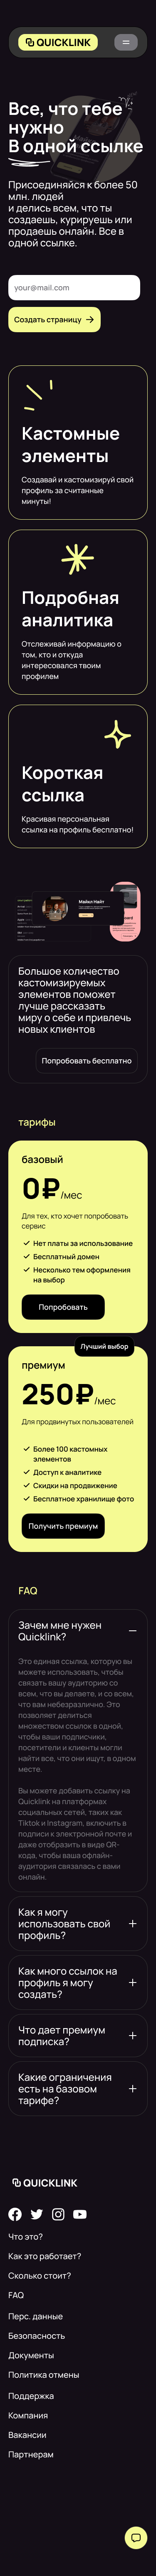 QUICKLINK
Все, что тебе
нужно
В одной ссылке
Присоединяйся к более 50
млн. людей
и делись всем, что ты
создаешь, курируешь или
продаешь онлайн. Все в
одной ссылке.
your@mail.com
Создать страницу
Кастомные
элементы
Создавай и кастомизируй свой
профиль за считанные
минуты!
Подробная
аналитика
Отслеживай информацию о
том, кто и откуда
интересовался твоим
профилем
Короткая
ссылка
Красивая персональная
ссылка на профиль бесплатно!
Майкл Найт
Большое количество
кастомизируемых
элементов поможет
лучше рассказать
миру о себе и привлечь
новых клиентов
Попробовать бесплатно
тарифы
базовый
0₽/мес
Для тех, кто хочет попробовать
сервис
Нет платы за использование
Бесплатный домен
Несколько тем оформления
на выбор
Попробовать
Лучший выбор
премиум
250₽/мес
Для продвинутых пользователей
Более 100 кастомных
элементов
Доступ к аналитике
Скидки на продвижение
Бесплатное хранилище фото
Получить премиум
FAQ
Зачем мне нужен
Quicklink?
Это единая ссылка, которую вы
можете использовать, чтобы
связать вашу аудиторию со
всем, что вы делаете, и со всем,
что вам небезразлично. Это
позволяет делиться
множеством ссылок в одной,
чтобы ваши подписчики,
посетители и клиенты могли
найти все, что они ищут, в одном
месте.
Вы можете добавить ссылку на
Quicklink на платформах
социальных сетей, таких как
Tiktok и Instagram, включить в
подписи к электронной почте и
даже отобразить в виде QR-
кода, чтобы ваша офлайн-
аудитория связалась с вами
онлайн.
Как я могу
использовать свой
профиль?
Как много ссылок на
профиль я могу
создать?
Что дает премиум
подписка?
Какие ограничения
есть на базовом
тарифе?
QUICKLINK
Что это?
Как это работает?
Сколько стоит?
FAQ
Перс. данные
Безопасность
Документы
Политика отмены
Поддержка
Компания
Вакансии
Партнерам